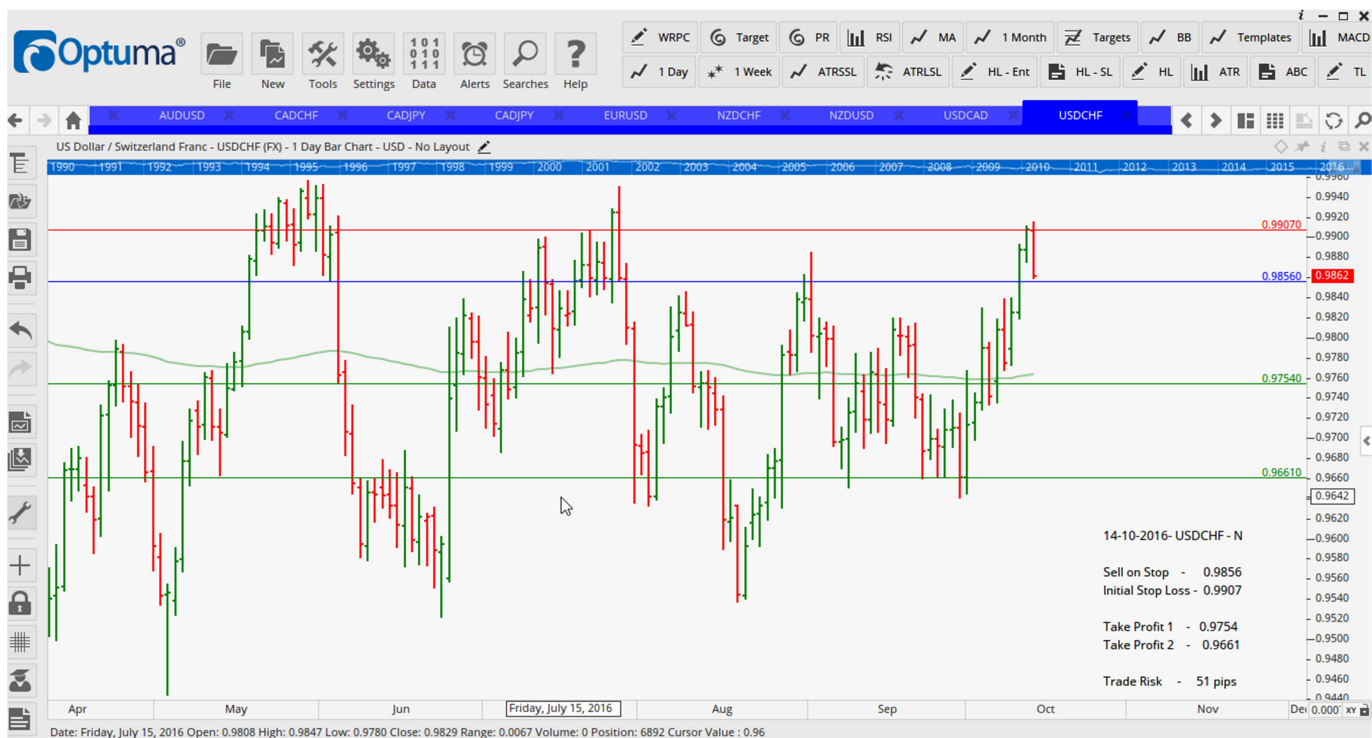 i
Optuma®
File New Tools Settings Data Alerts Searches Help
101
010
111
WRPC Target PR RSI MA 1 Month Targets BB Templates MACD
1 Day 1 Week ATRSSL ATRLSL HL - Ent HL - SL HL ATR ABC TL
AUDUSD CADCHF CADJPY CADJPY EURUSD NZDCHF NZDUSD USDCAD USDCHF
US Dollar / Switzerland Franc - USDCHF (FX) - 1 Day Bar Chart - USD - No Layout
1990 1991 1992 1993 1994 1995 1996 1997 1998 1999 2000 2001 2002 2003 2004 2005 2006 2007 2008 2009 2010 2011 2012 2013 2014 2015 2016
0.9960
0.9940
0.9920
0.99070
0.9900
0.9880
0.98560
0.9862
0.9840
0.9820
0.9800
0.9780
0.97540
0.9760
0.9740
0.9720
0.9700
0.9680
0.96610
0.9660
0.9642
0.9620
0.9600
0.9580
0.9560
0.9540
0.9520
0.9500
0.9480
0.9460
0.9440
14-10-2016- USDCHF - N
Sell on Stop - 0.9856
Initial Stop Loss - 0.9907
Take Profit 1 - 0.9754
Take Profit 2 - 0.9661
Trade Risk - 51 pips
Apr May Jun Friday, July 15, 2016 Aug Sep Oct Nov XY
Date: Friday, July 15, 2016 Open: 0.9808 High: 0.9847 Low: 0.9780 Close: 0.9829 Range: 0.0067 Volume: 0 Position: 6892 Cursor Value : 0.96